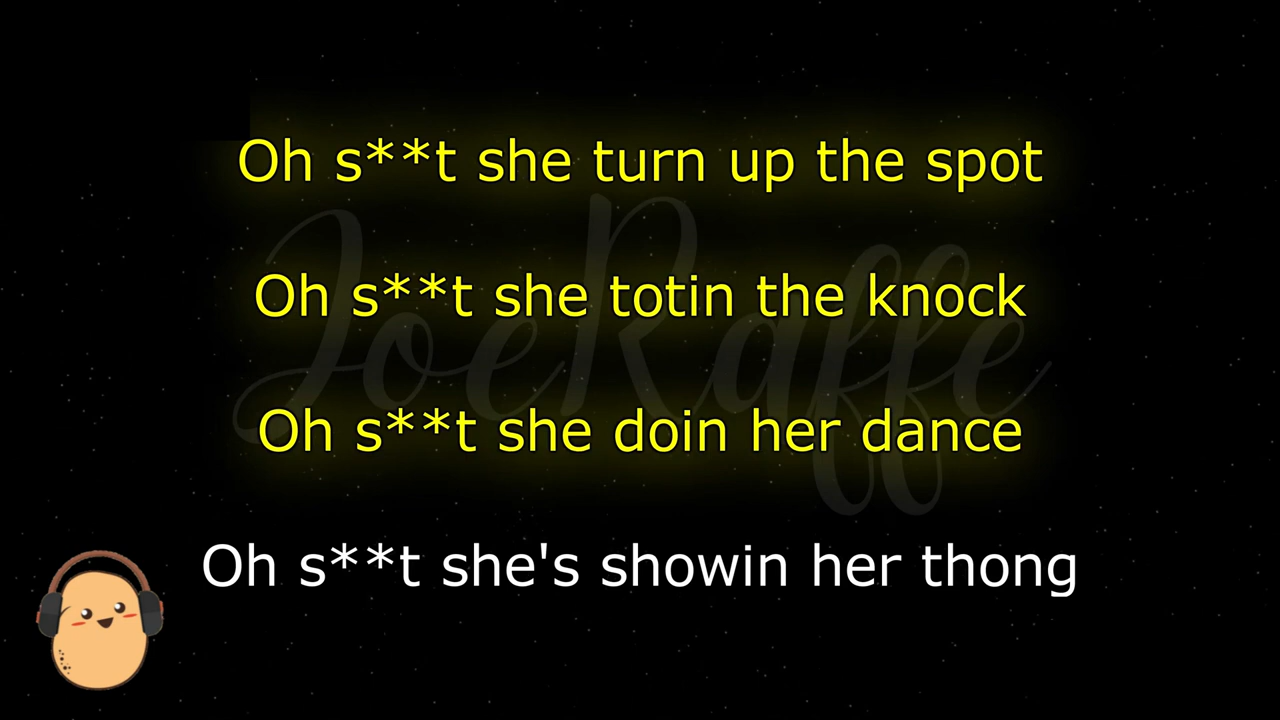 Oh s**t she turn up the spot
Oh s**t she totin the knock
JoeRaffe
Oh s**t she doin her dance
Oh s**t she's showin her thong